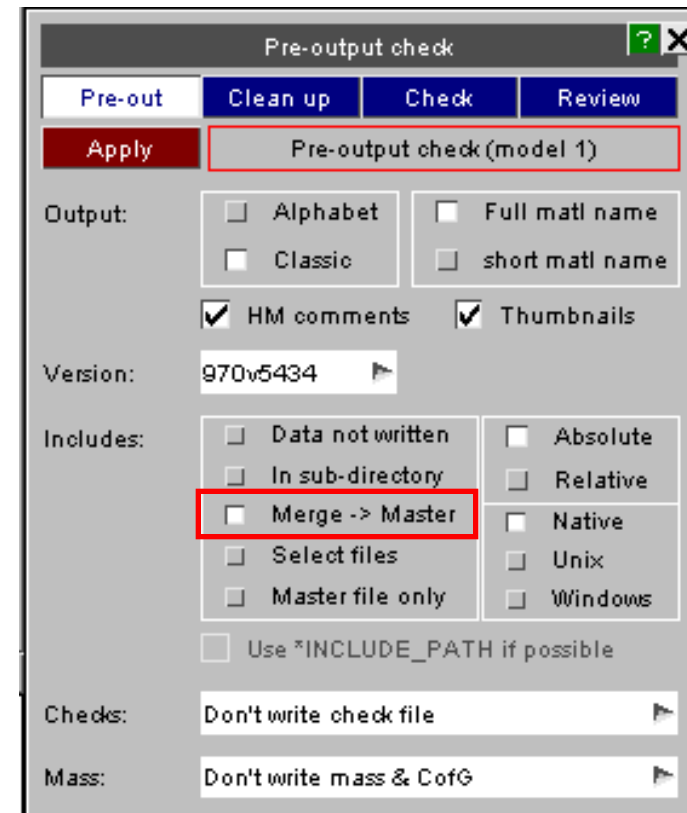 Pre-output check ? X
Pre-out Clean up Check Review
Apply Pre-output check (model 1)
Output: Alphabet Full matl name
Classic short matl name
HM comments Thumbnails
Version: 970v5434
Includes: Data not written Absolute
In sub-directory Relative
Merge -> Master Native
Select files Unix
Master file only Windows
Use *INCLUDE_PATH if possible
Checks: Don't write check file
Mass: Don't write mass & CofG